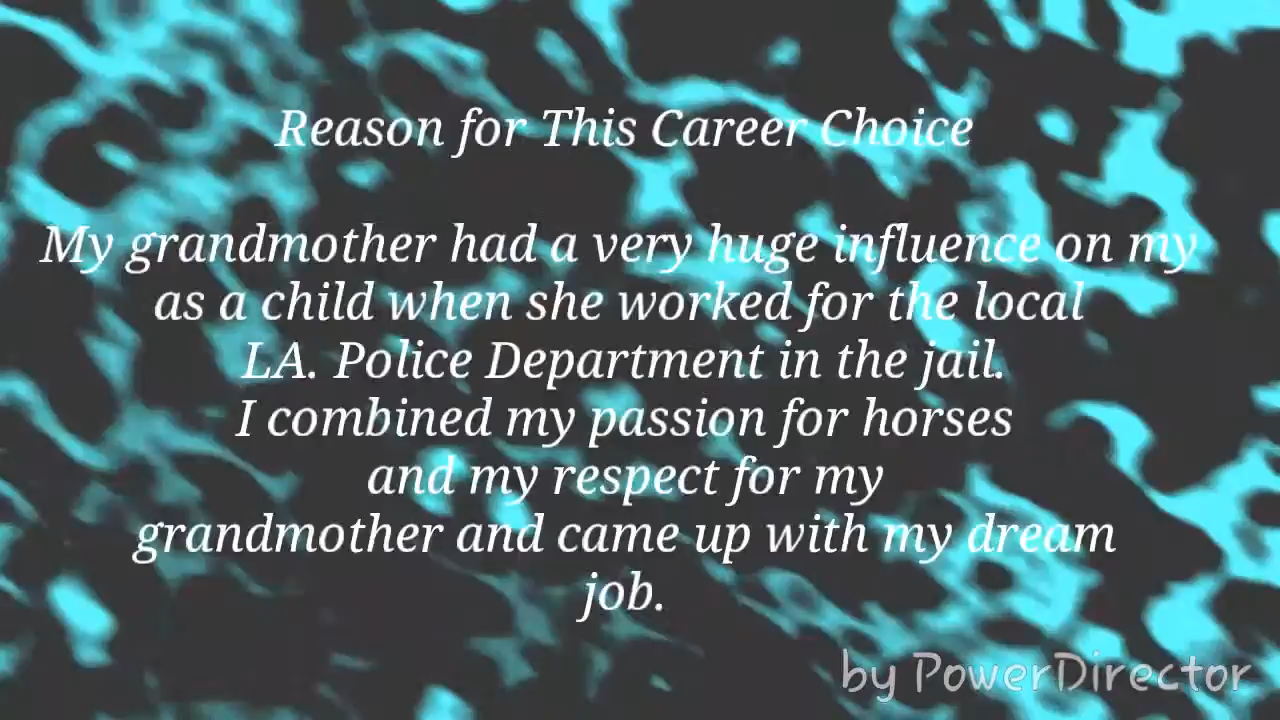 Reason for This Career Choice
My grandmother had a very huge influence on my
as a child when she worked for the local
LA. Police Department in the jail.
I combined my passion for horses
and my respect for my
grandmother and came up with my dream
job.
by PowerDirector